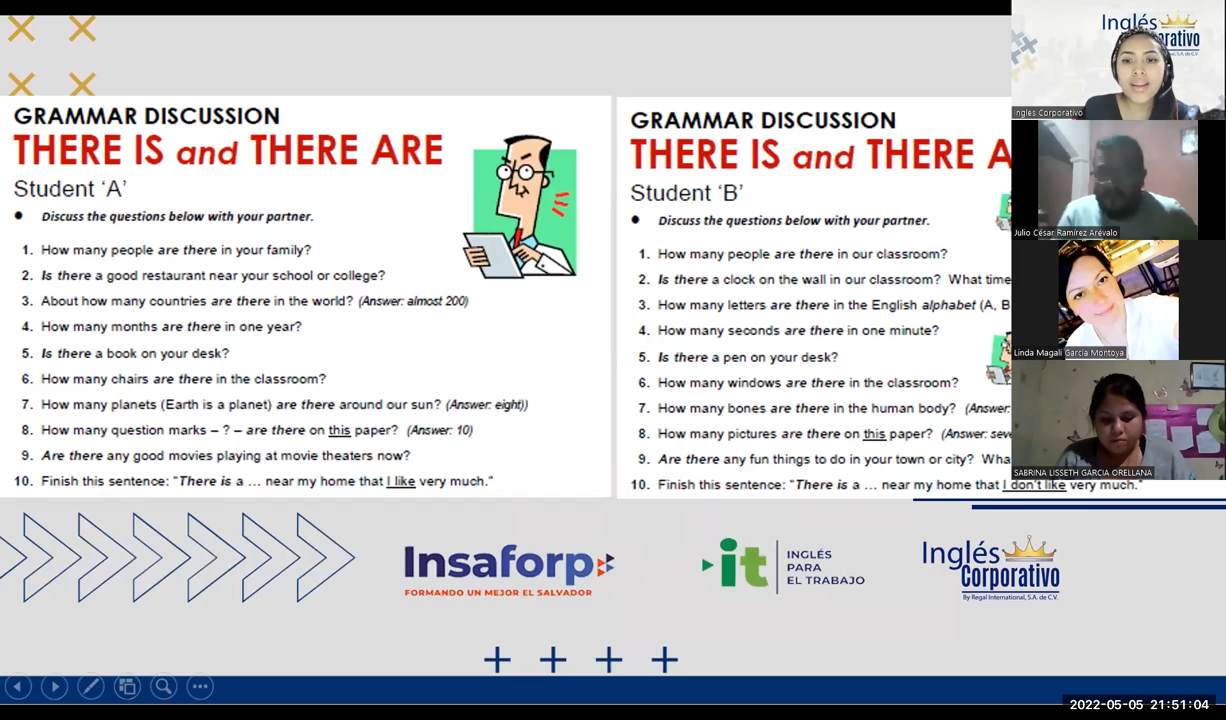 GRAMMAR DISCUSSION
THERE IS and THERE ARE
Student ‘A’
● Discuss the questions below with your partner.
1. How many people are there in your family?
2. Is there a good restaurant near your school or college?
3. About how many countries are there in the world? (Answer: almost 200)
4. How many months are there in one year?
5. Is there a book on your desk?
6. How many chairs are there in the classroom?
7. How many planets (Earth is a planet) are there around our sun? (Answer: eight))
8. How many question marks – ? – are there on this paper? (Answer: 10)
9. Are there any good movies playing at movie theaters now?
10. Finish this sentence: “There is a … near my home that I like very much.”
GRAMMAR DISCUSSION
THERE IS and THERE A
Student ‘B’
● Discuss the questions below with your partner.
1. How many people are there in our classroom?
2. Is there a clock on the wall in our classroom? What time
3. How many letters are there in the English alphabet (A, B
4. How many seconds are there in one minute?
5. Is there a pen on your desk?
6. How many windows are there in the classroom?
7. How many bones are there in the human body? (Answer:
8. How many pictures are there on this paper? (Answer: seve
9. Are there any fun things to do in your town or city? Wha
10. Finish this sentence: “There is a … near my home that I don’t like very much.”
Inglés
orativo
Ingles Corporativo
Julio César Ramírez Arévalo
Linda Magali Garcia Montoya
SABRINA LISSETH GARCIA ORELLANA
Insaforp
FORMANDO UN MEJOR EL SALVADOR
it
INGLÉS
PARA
EL TRABAJO
Inglés
Corporativo
By Regal International, S.A. de C.V.
2022-05-05 21:51:04